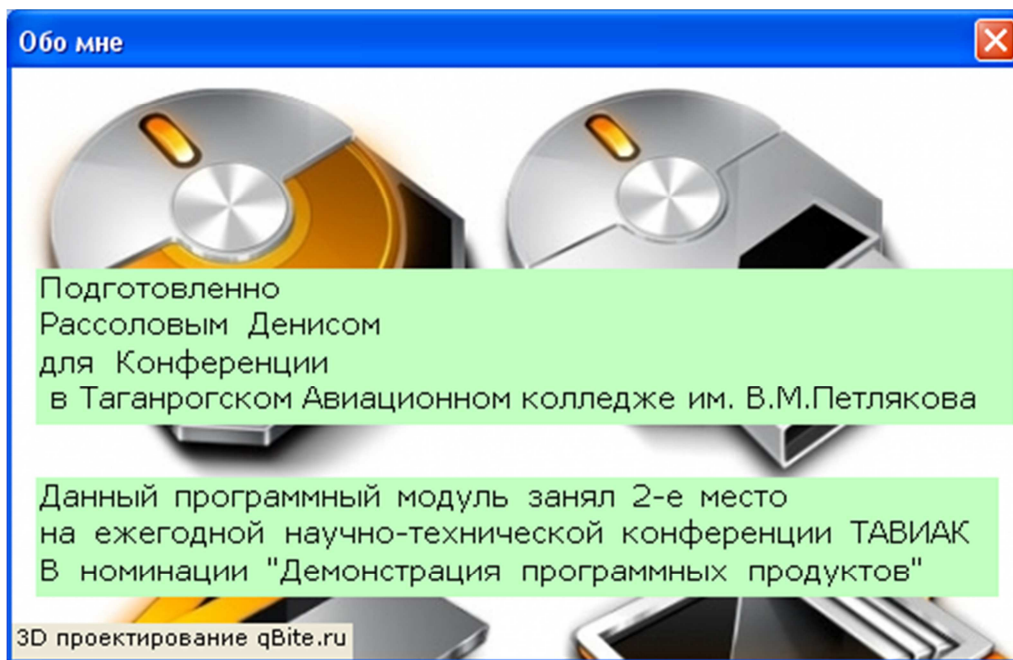 Обо мне
Подготовленно
Рассоловым Денисом
для Конференции
в Таганрогском Авиационном колледже им. В.М.Петлякова
Данный программный модуль занял 2-е место
на ежегодной научно-технической конференции ТАВИАК
В номинации "Демонстрация программных продуктов"
3D проектирование qBite.ru